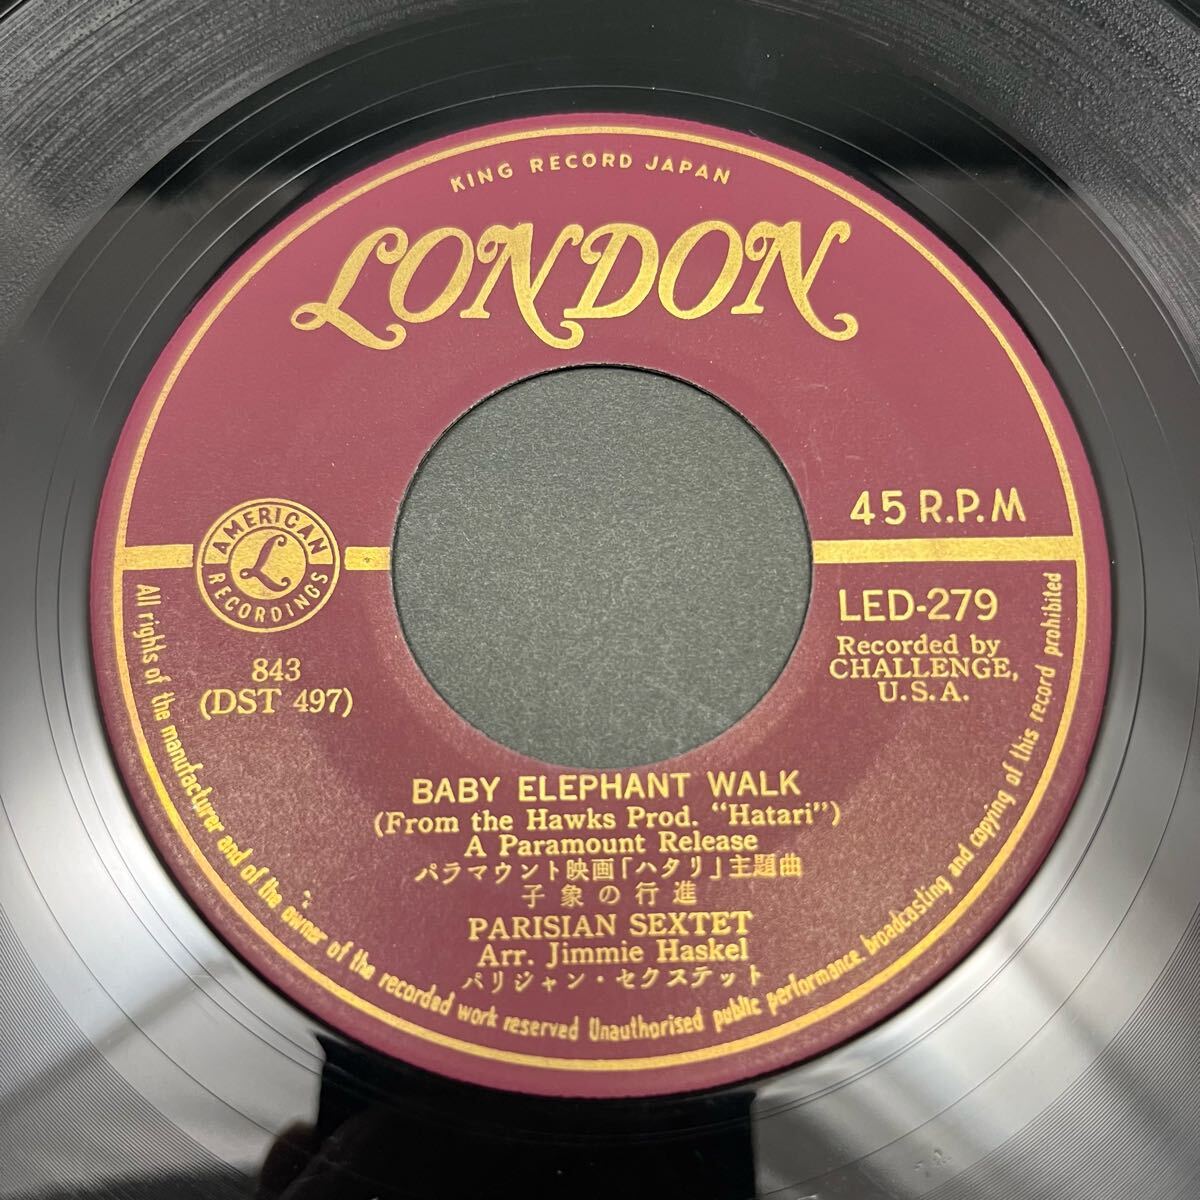 KING RECORD JAPAN
LONDON
45 R.P.M
AMERICAN
L
RECORDINGS
843
(DST 497)
LED-279
Recorded by
CHALLENGE,
U.S.A.
BABY ELEPHANT WALK
(From the Hawks Prod. “Hatari”)
A Paramount Release
パラマウント映画「ハタリ」主題曲
子象の行進
PARISIAN SEXTET
Arr. Jimmie Haskel
パリジャン・セクステット
All rights of the manufacturer and of the owner of the recorded work reserved Unauthorised public performance, broadcasting and copying of this record prohibited